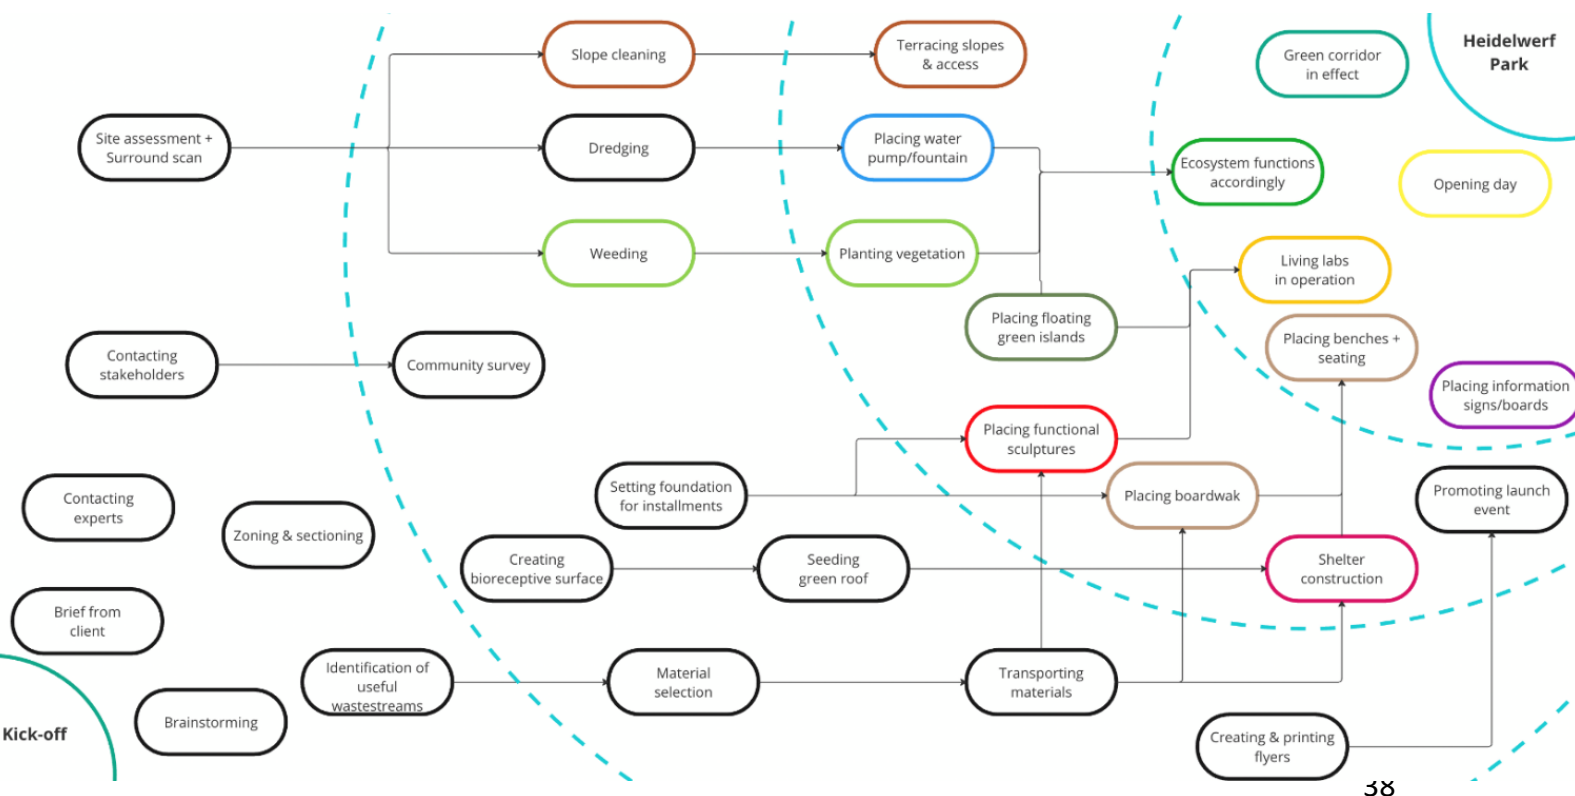 Heidelwerf
Park
Slope cleaning
Terracing slopes
& access
Green corridor
in effect
Site assessment +
Surround scan
Dredging
Placing water
pump/fountain
Ecosystem functions
accordingly
Opening day
Weeding
Planting vegetation
Living labs
in operation
Placing floating
green islands
Placing benches +
seating
Contacting
stakeholders
Community survey
Placing information
signs/boards
Placing functional
sculptures
Setting foundation
for installments
Placing boardwak
Promoting launch
event
Contacting
experts
Zoning & sectioning
Creating
bioreceptive surface
Seeding
green roof
Shelter
construction
Brief from
client
Identification of
useful
wastestreams
Material
selection
Transporting
materials
Brainstorming
Kick-off
Creating & printing
flyers
38